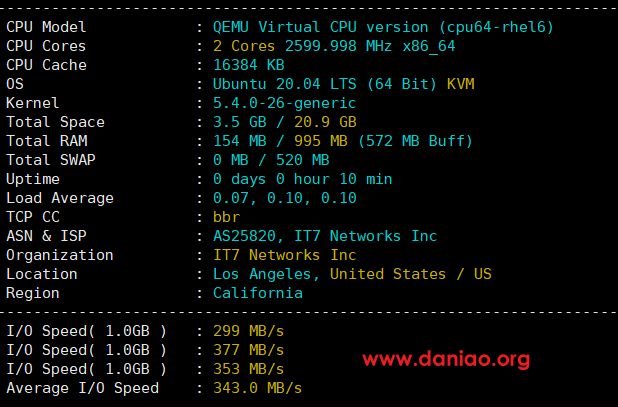 CPU Model : QEMU Virtual CPU version (cpu64-rhel6)
CPU Cores : 2 Cores 2599.998 MHz x86_64
CPU Cache : 16384 KB
OS : Ubuntu 20.04 LTS (64 Bit) KVM
Kernel : 5.4.0-26-generic
Total Space : 3.5 GB / 20.9 GB
Total RAM : 154 MB / 995 MB (572 MB Buff)
Total SWAP : 0 MB / 520 MB
Uptime : 0 days 0 hour 10 min
Load Average : 0.07, 0.10, 0.10
TCP CC : bbr
ASN & ISP : AS25820, IT7 Networks Inc
Organization : IT7 Networks Inc
Location : Los Angeles, United States / US
Region : California
I/O Speed( 1.0GB ) : 299 MB/s
I/O Speed( 1.0GB ) : 377 MB/s
I/O Speed( 1.0GB ) : 353 MB/s
Average I/O Speed : 343.0 MB/s
www.daniao.org